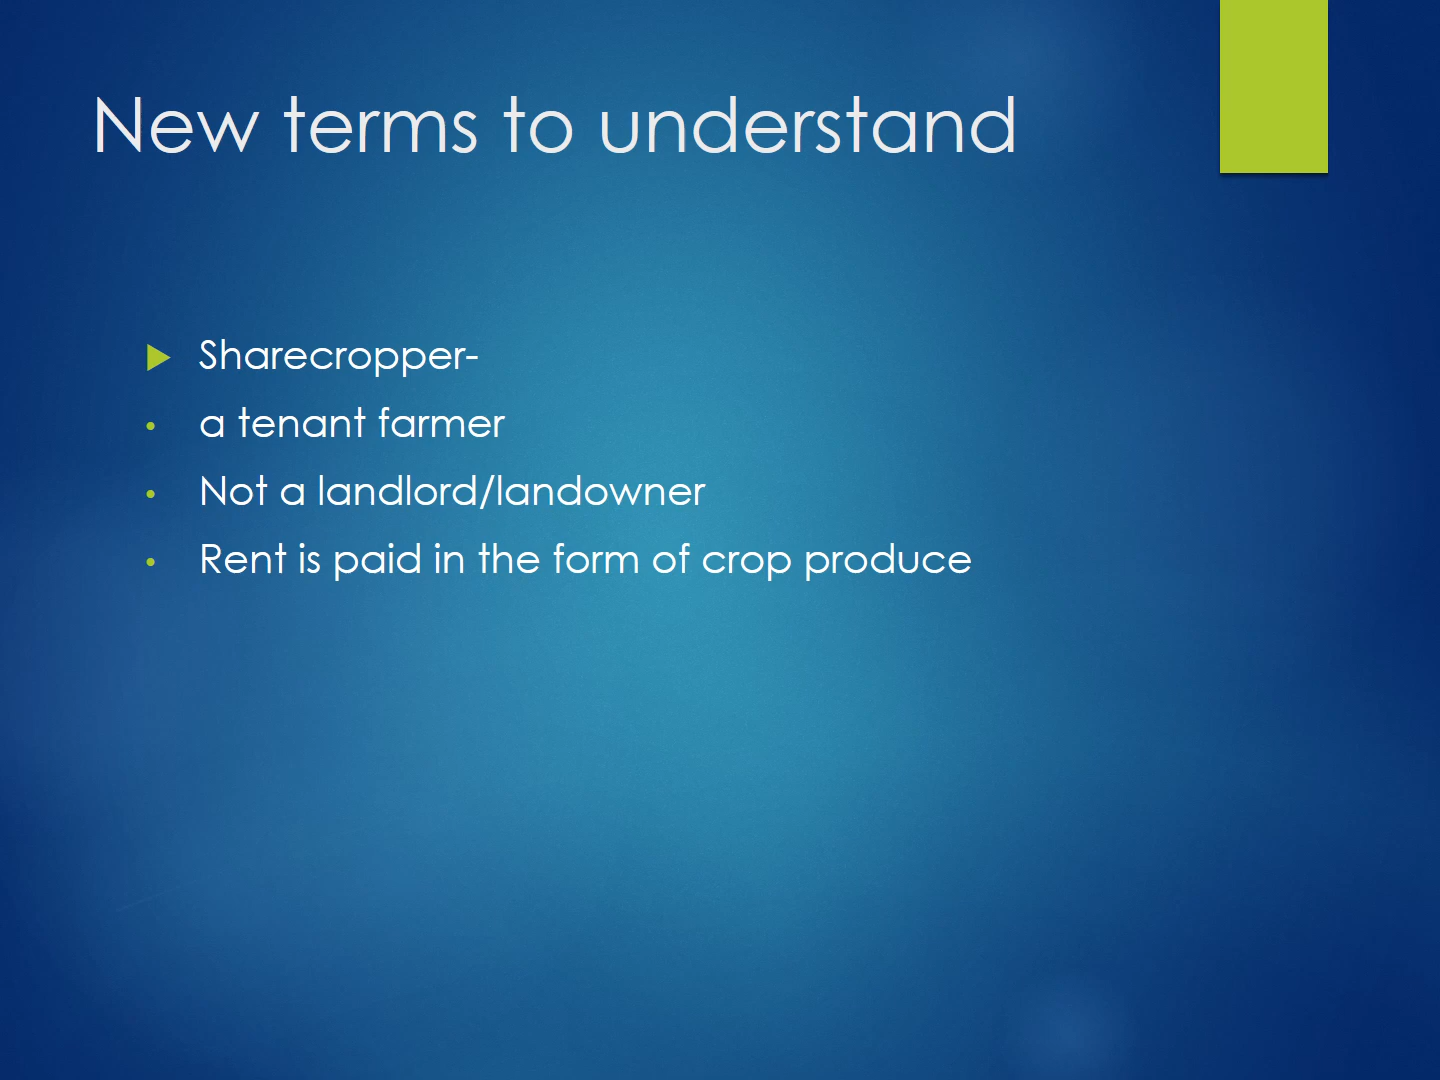 New terms to understand
Sharecropper-
a tenant farmer
Not a landlord/landowner
Rent is paid in the form of crop produce